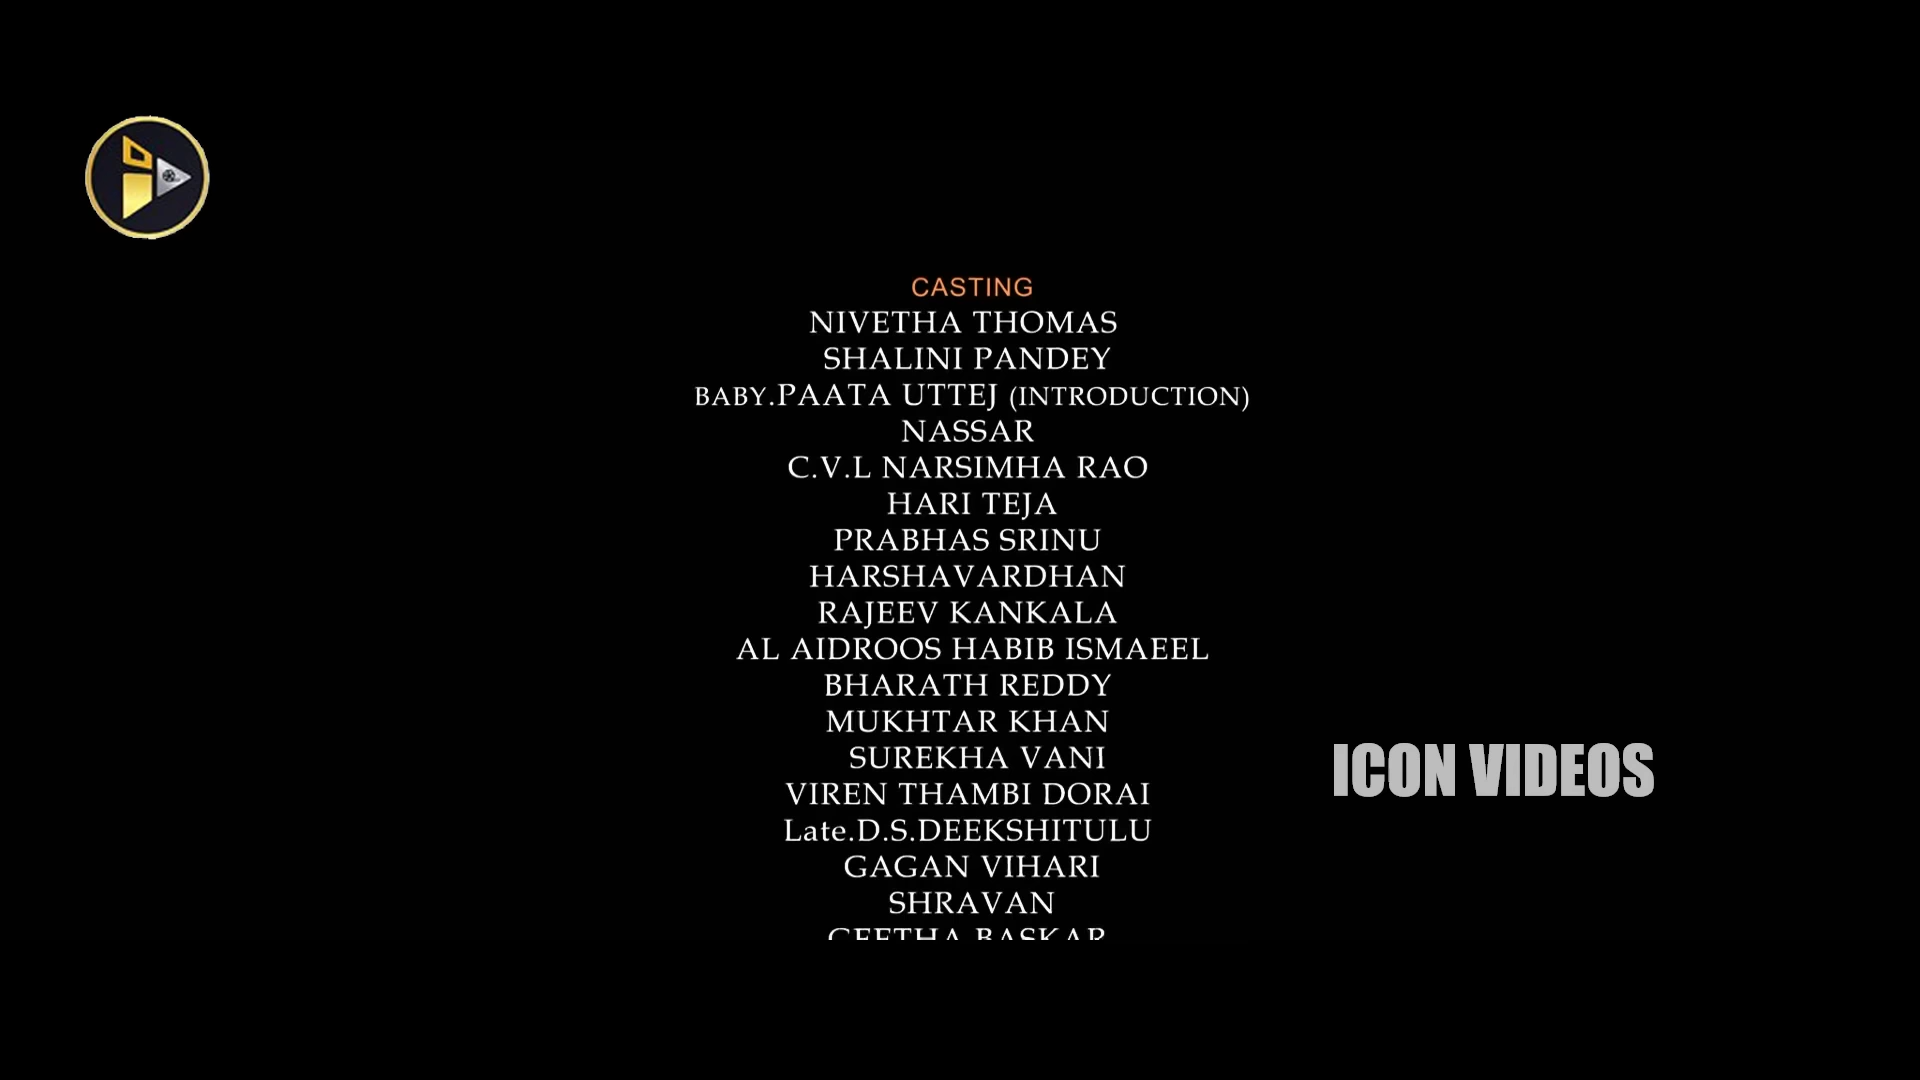 CASTING
NIVETHA THOMAS
SHALINI PANDEY
BABY.PAATA UTTEJ (INTRODUCTION)
NASSAR
C.V.L NARSIMHA RAO
HARI TEJA
PRABHAS SRINU
HARSHAVARDHAN
RAJEEV KANKALA
AL AIDROOS HABIB ISMAEEL
BHARATH REDDY
MUKHTAR KHAN
SUREKHA VANI
ICON VIDEOS
VIREN THAMBI DORAI
Late.D.S.DEEKSHITULU
GAGAN VIHARI
SHRAVAN
GEETHA BASKAR